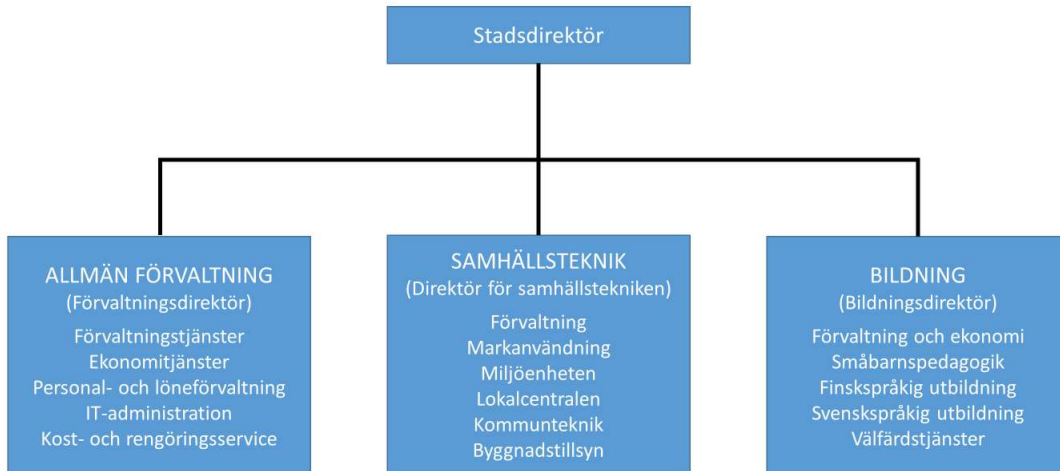 Stadsdirektör
ALLMÄN FÖRVALTNING
(Förvaltningsdirektör)
Förvaltningstjänster
Ekonomitjänster
Personal- och löneförvaltning
IT-administration
Kost- och rengöringsservice
SAMHÄLLSTEKNIK
(Direktör för samhällstekniken)
Förvaltning
Markanvändning
Miljöenheten
Lokalcentralen
Kommunteknik
Byggnadstillsyn
BILDNING
(Bildningsdirektör)
Förvaltning och ekonomi
Småbarnspedagogik
Finskspråkig utbildning
Svenskspråkig utbildning
Välfärdstjänster